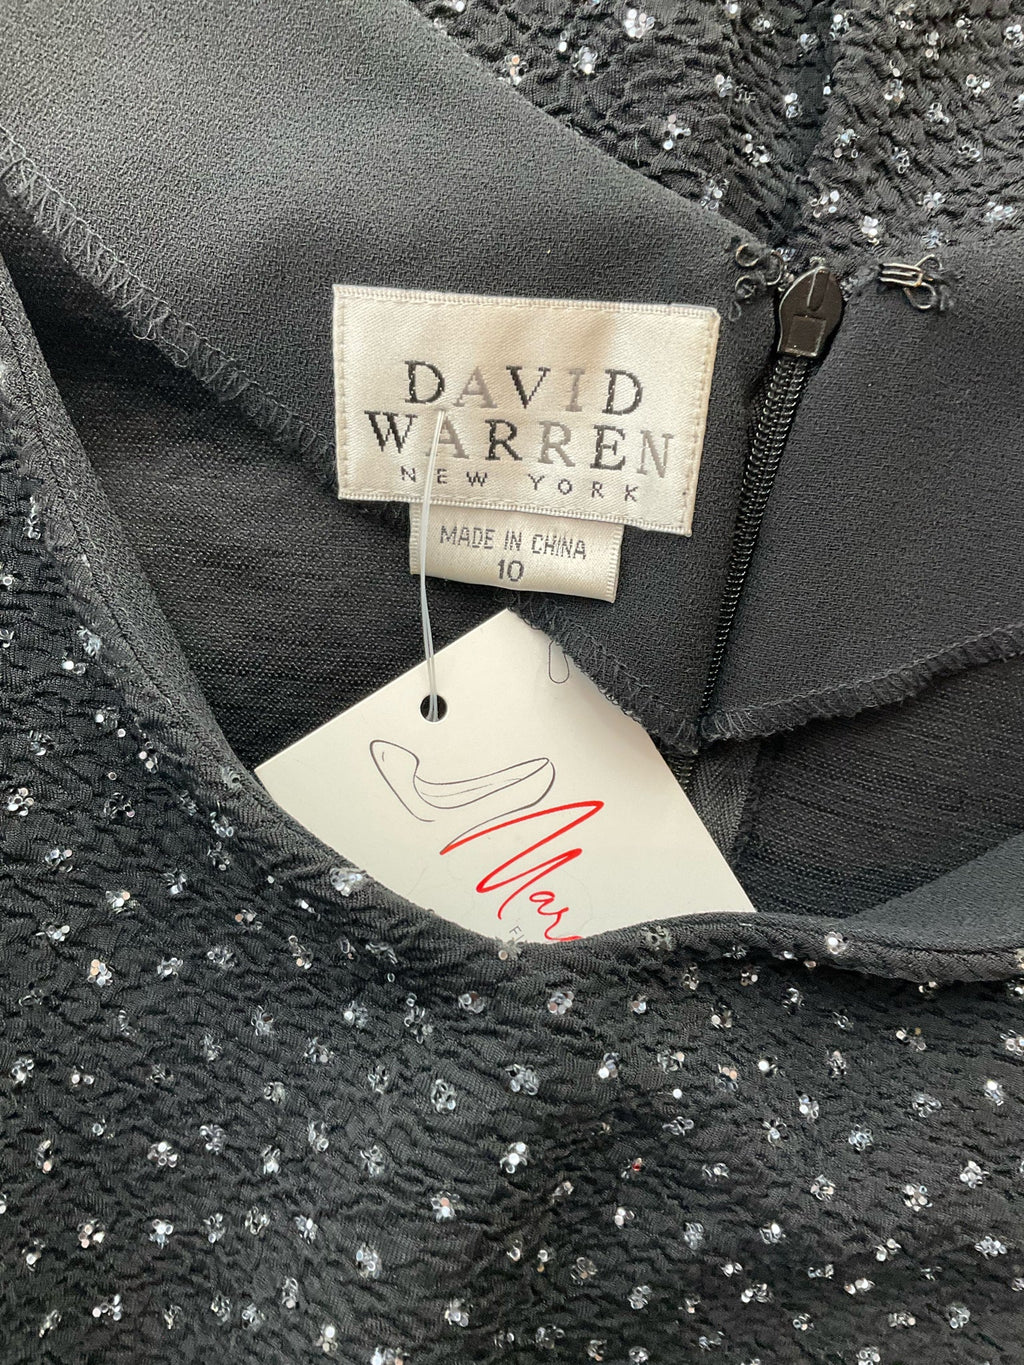 DAVID
WARREN
NEW YORK
MADE IN CHINA
10